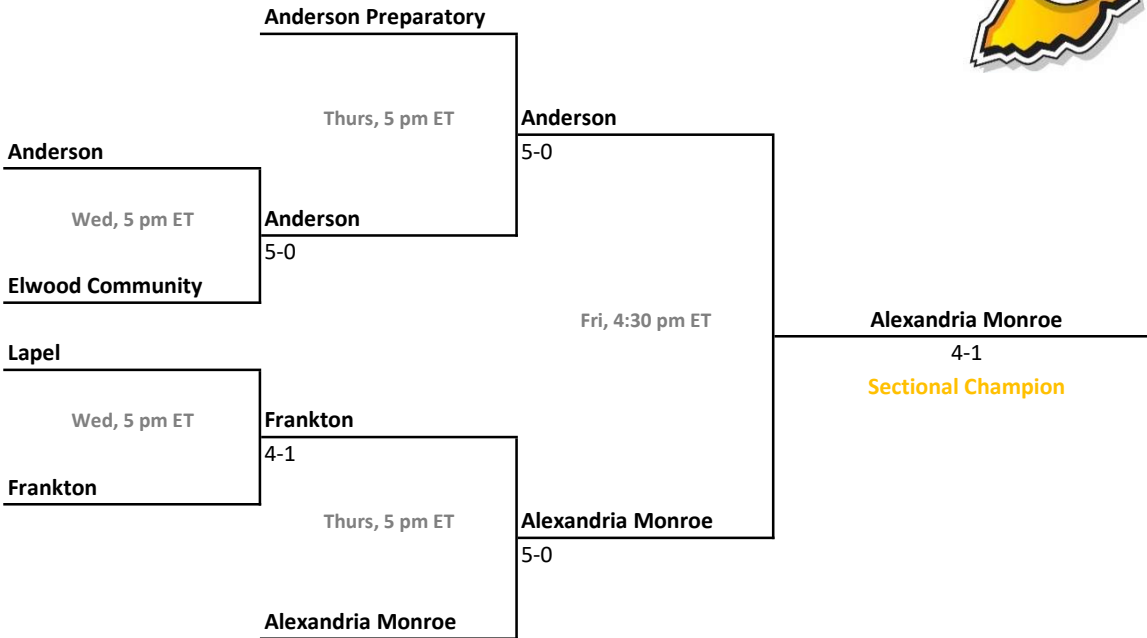 Anderson Preparatory
Thurs, 5 pm ET
Anderson
5-0
Anderson
Wed, 5 pm ET
Anderson
5-0
Elwood Community
Fri, 4:30 pm ET
Alexandria Monroe
4-1
Sectional Champion
Lapel
Wed, 5 pm ET
Frankton
4-1
Frankton
Thurs, 5 pm ET
Alexandria Monroe
5-0
Alexandria Monroe